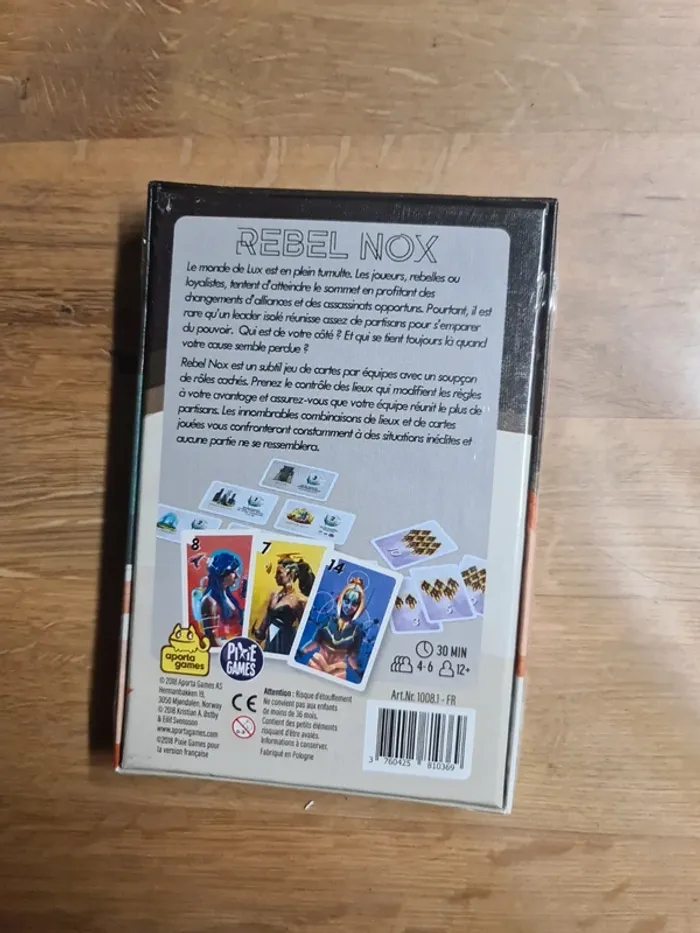 REBEL NOX
Le monde de Lux est en plein tumulte. Les joueurs, rebelles ou
loyalistes, tentent d'atteindre le sommet en profitant des
changements d'alliances et des assassinats opportuns. Pourtant, il est
rare qu'un leader isolé réunisse assez de partisans pour s'emparer
du pouvoir. Qui est de votre côté ? Et qui se tient toujours là quand
votre cause semble perdue ?
Rebel Nox est un subtil jeu de cartes par équipes avec un soupçon
de rôles cachés. Prenez le contrôle des lieux qui modifient les règles
à votre avantage et assurez-vous que votre équipe réunit le plus de
partisans. Les innombrables combinaisons de lieux et de cartes
jouées vous confronteront constamment à des situations inédites et
aucune partie ne se ressemblera.
8
7
14
10
3
5
aporta
games
PIXIE
GAMES
30 MIN
4-6
12+
© 2018 Aporta Games AS
Hermansbakken 19,
3050 Mjøndalen, Norway
© 2018 Kristian A. Østby
& Eilif Svensson
www.aportagames.com
©2018 Pixie Games pour
la version française
CE
0-3
Attention : Risque d'étouffement
Ne convient pas aux enfants
de moins de 36 mois.
Contient des petits éléments
risquant d'être avalés.
Informations à conserver.
Fabriqué en Pologne
Art.Nr. 1008.1 - FR
3 760425 810369